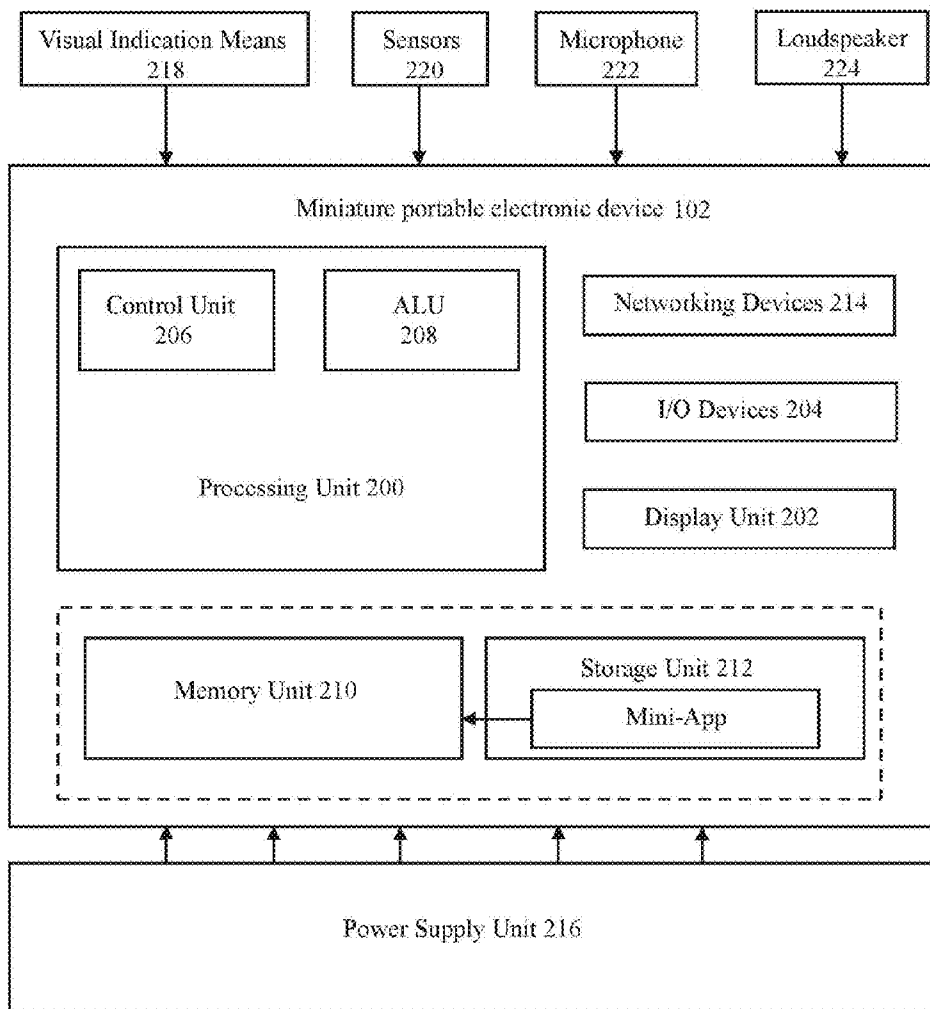 Visual Indication Means
218
Sensors
220
Microphone
222
Loudspeaker
224
Miniature portable electronic device 102
Control Unit
206
ALU
208
Networking Devices 214
I/O Devices 204
Processing Unit 200
Display Unit 202
Memory Unit 210
Storage Unit 212
Mini-App
Power Supply Unit 216